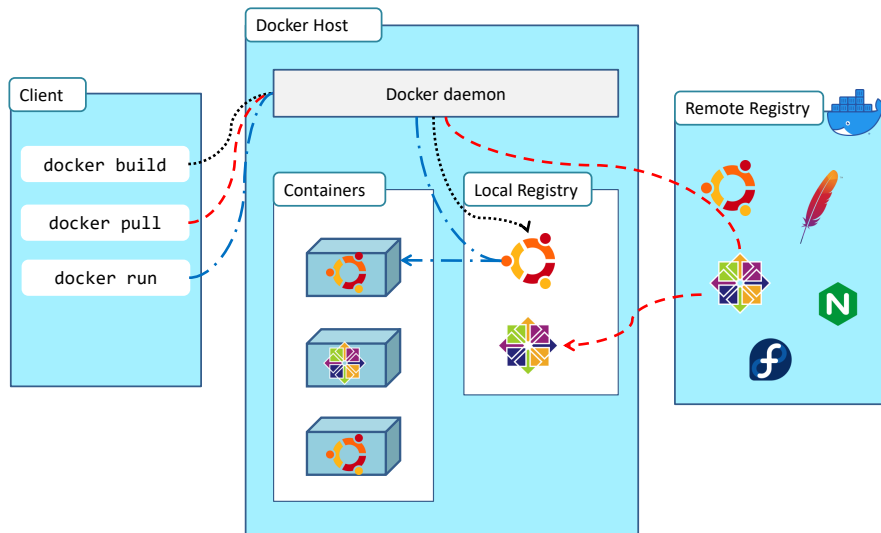 Docker Host
Client
Docker daemon
Remote Registry
docker build
docker pull
docker run
Containers
Local Registry